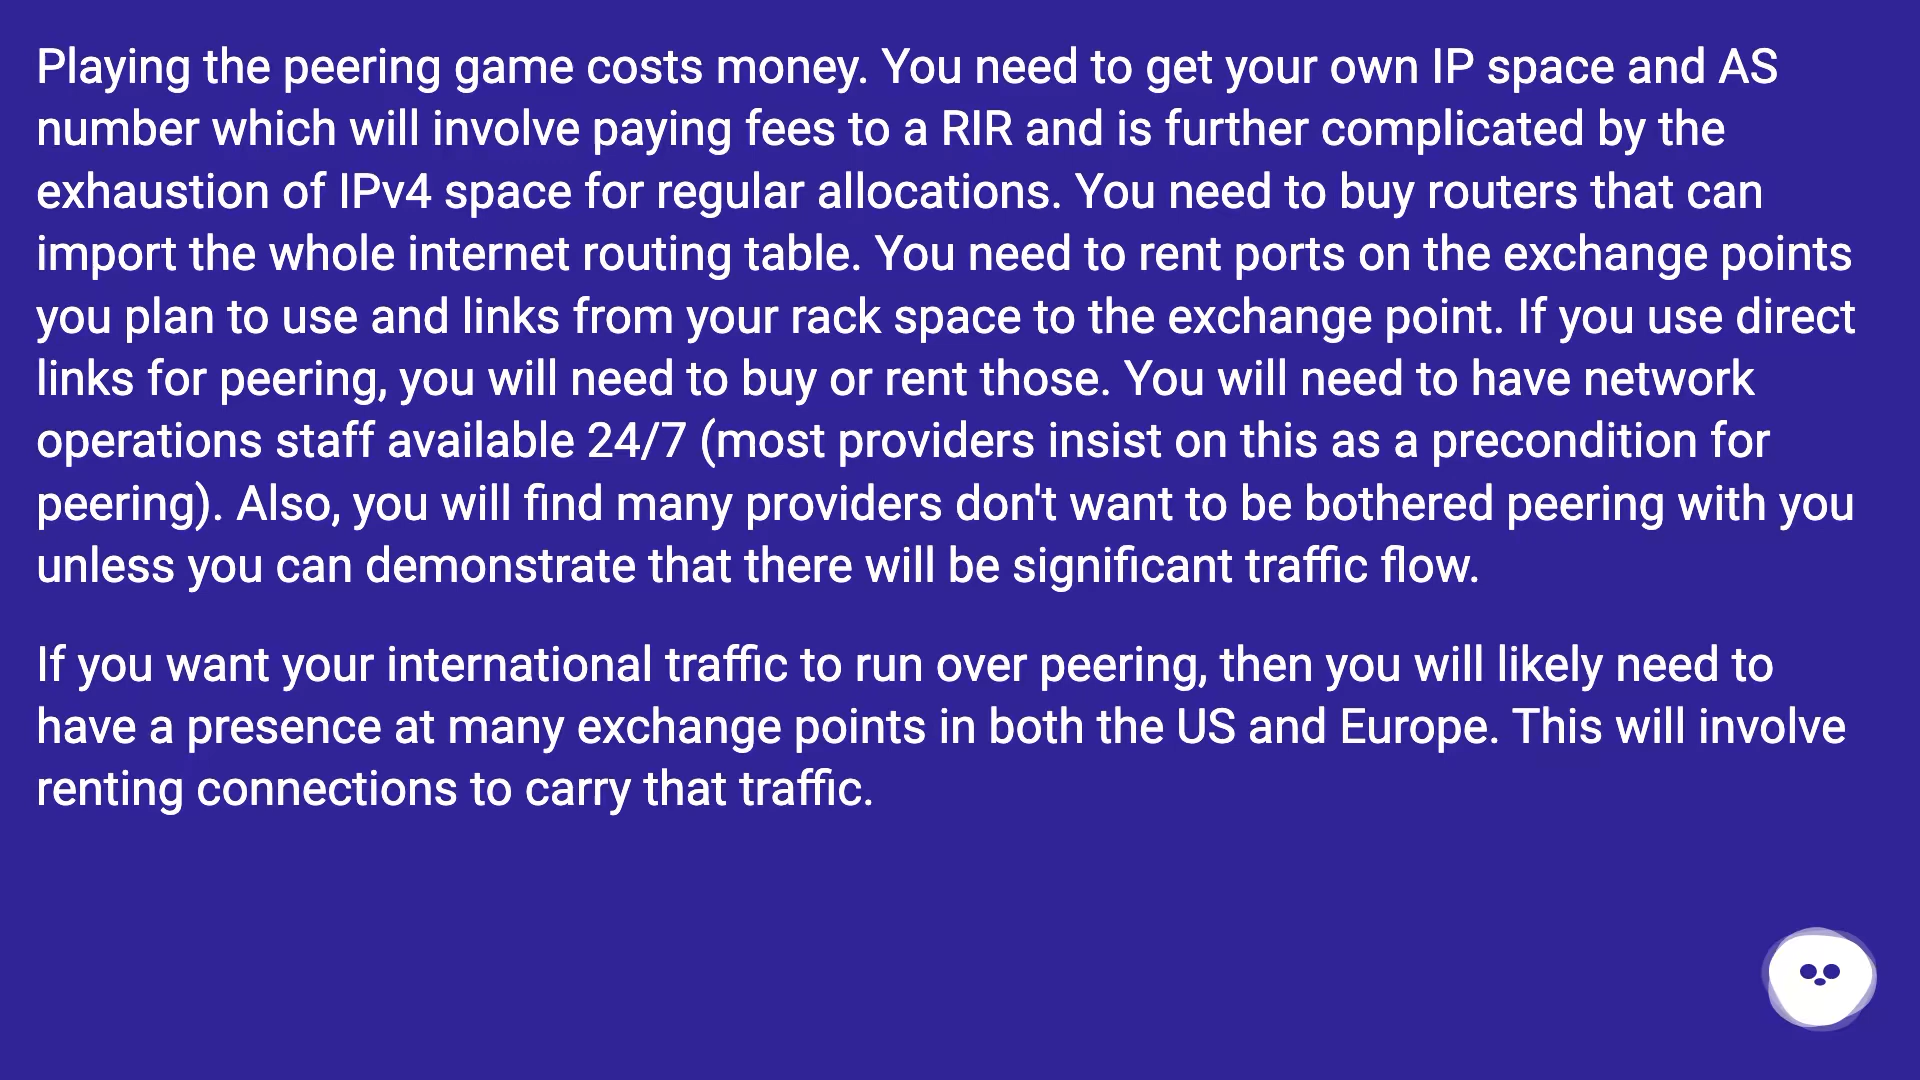 Playing the peering game costs money. You need to get your own IP space and AS
number which will involve paying fees to a RIR and is further complicated by the
exhaustion of IPv4 space for regular allocations. You need to buy routers that can
import the whole internet routing table. You need to rent ports on the exchange points
you plan to use and links from your rack space to the exchange point. If you use direct
links for peering, you will need to buy or rent those. You will need to have network
operations staff available 24/7 (most providers insist on this as a precondition for
peering). Also, you will find many providers don't want to be bothered peering with you
unless you can demonstrate that there will be significant traffic flow.
If you want your international traffic to run over peering, then you will likely need to
have a presence at many exchange points in both the US and Europe. This will involve
renting connections to carry that traffic.